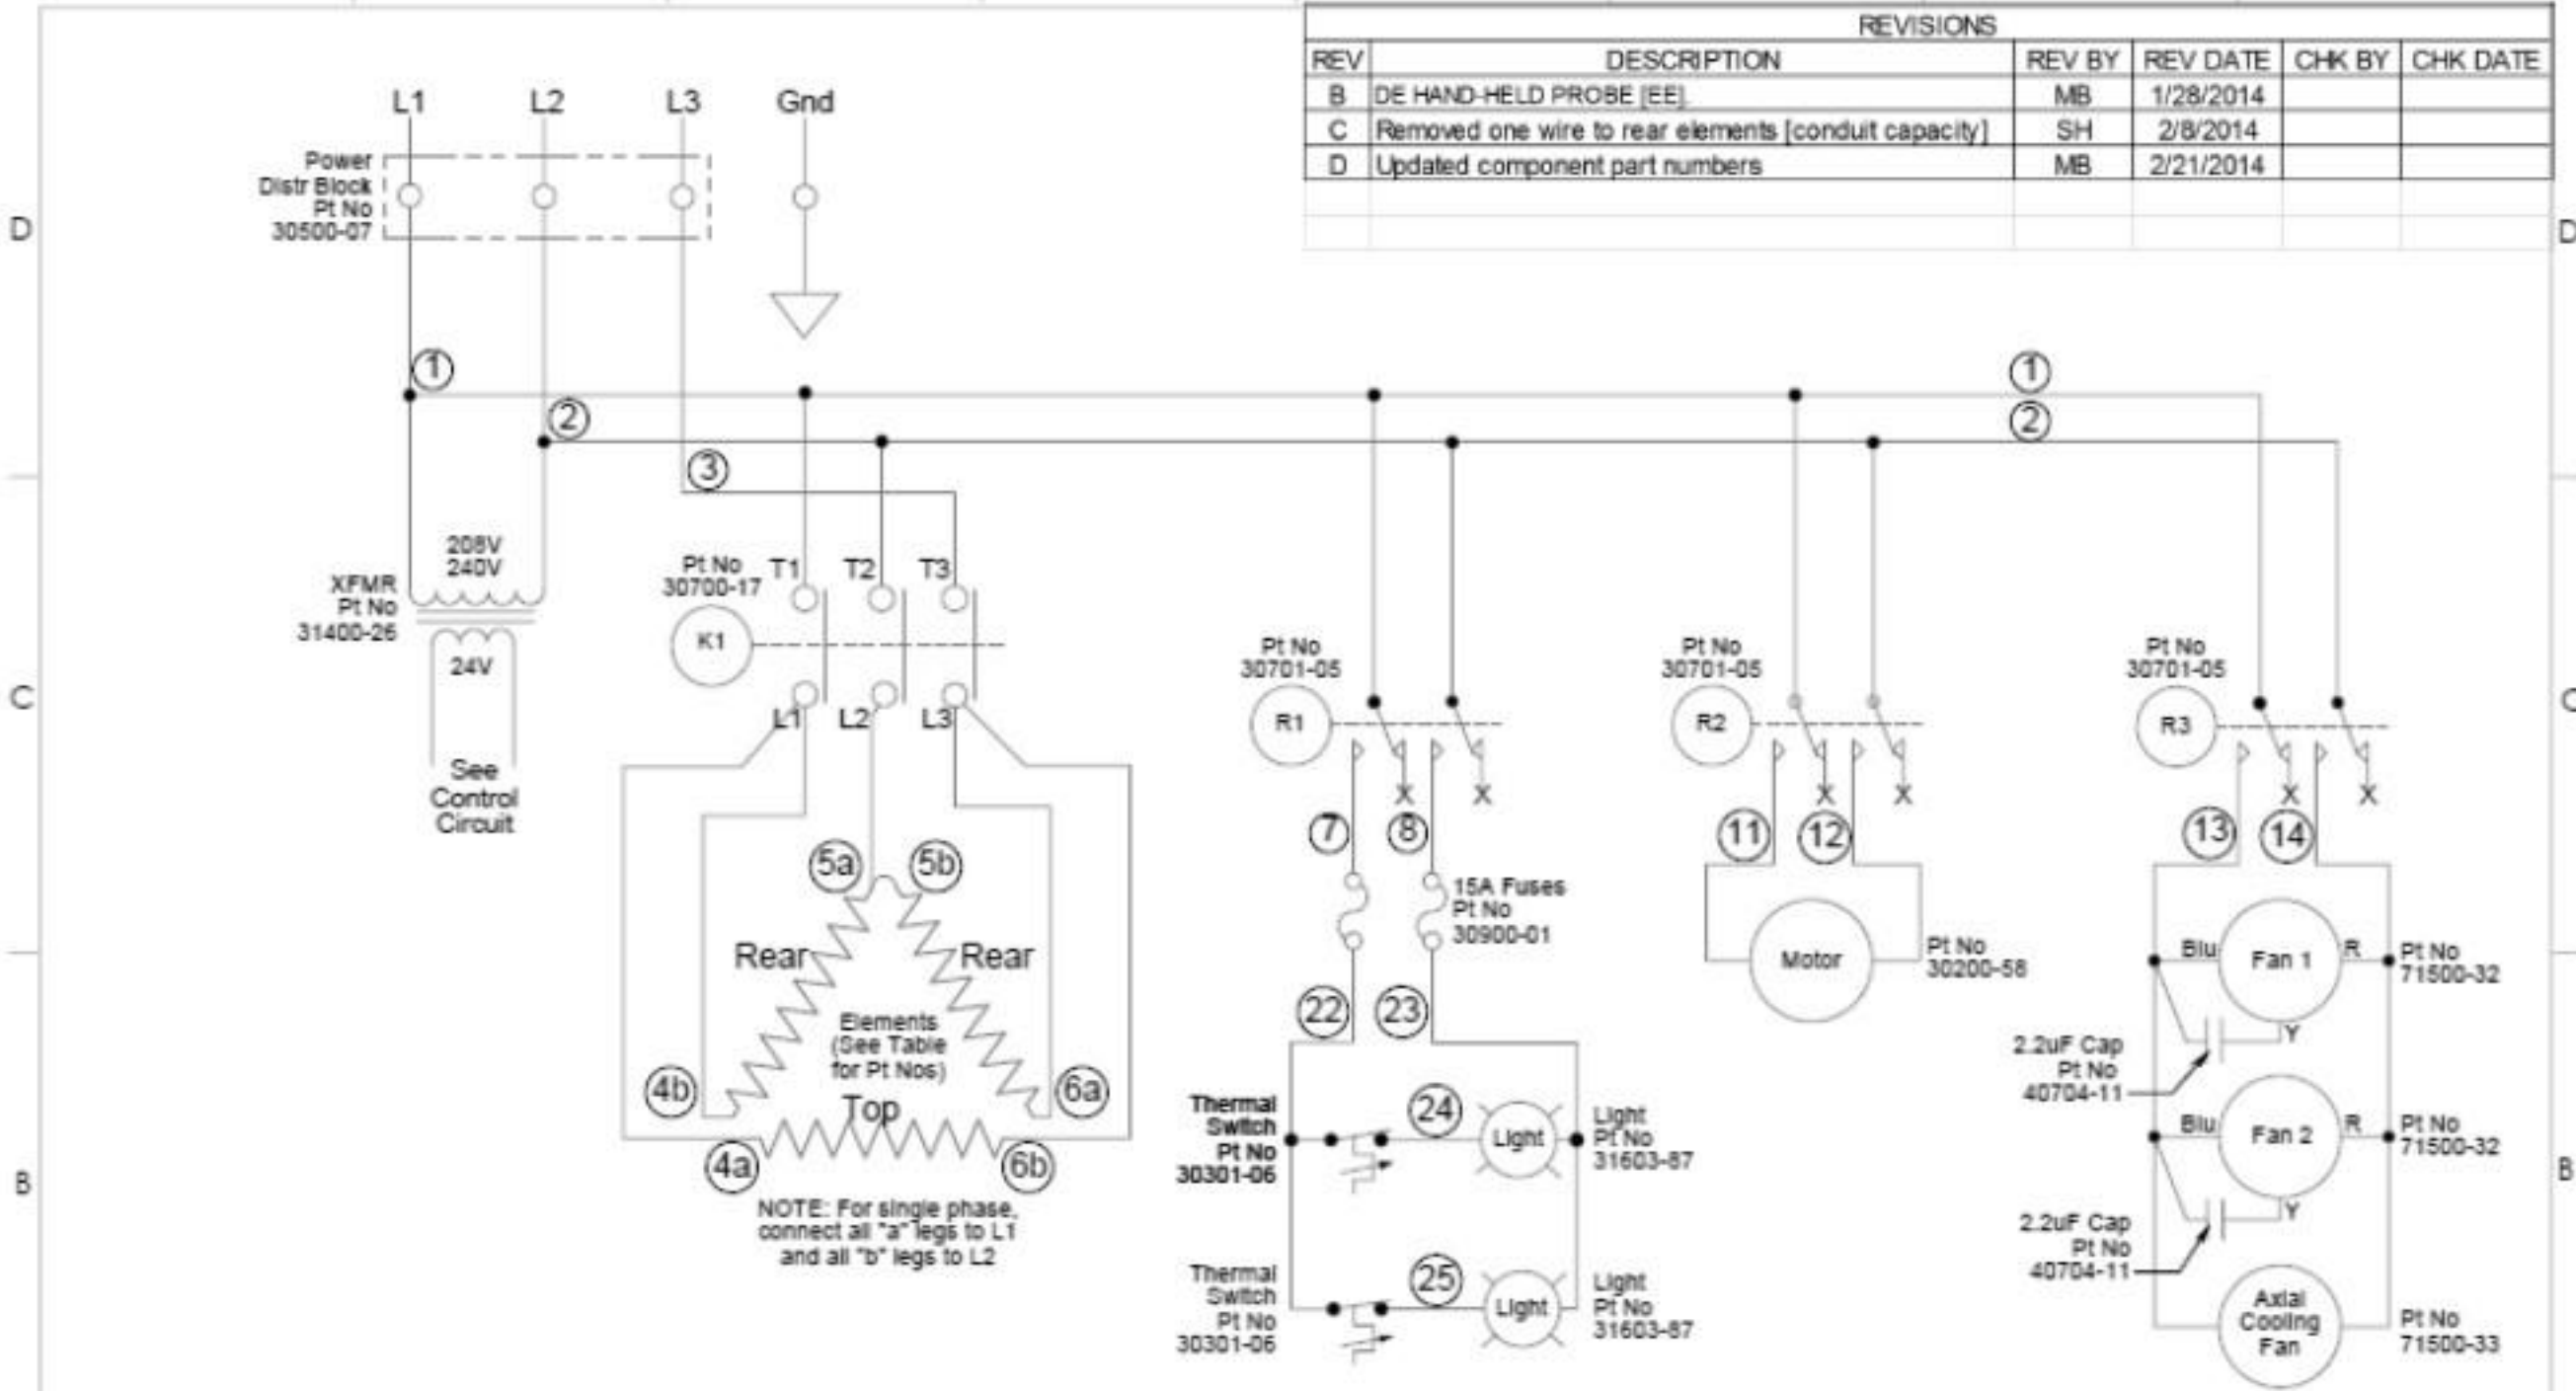 REVISIONS
REV DESCRIPTION REV BY REV DATE CHK BY CHK DATE
B DE HAND-HELD PROBE [EE]. MB 1/28/2014
C Removed one wire to rear elements [conduit capacity] SH 2/8/2014
D Updated component part numbers MB 2/21/2014
L1 L2 L3 Gnd
Power
Distr Block
Pt No
30500-07
D
D
1
2
3
1
2
208V
240V
XFMR
Pt No
31400-26
24V
See
Control
Circuit
Pt No
30700-17
T1 T2 T3
K1
L1 L2 L3
C
C
Pt No
30701-05
R1
X X
7 8
15A Fuses
Pt No
30900-01
22 23
Pt No
30701-05
R2
X X
11 12
Motor
Pt No
30200-58
Pt No
30701-05
R3
X X
13 14
Blu Fan 1 R
Pt No
71500-32
Y
2.2uF Cap
Pt No
40704-11
Blu Fan 2 R
Pt No
71500-32
Y
2.2uF Cap
Pt No
40704-11
Axial
Cooling
Fan
Pt No
71500-33
5a 5b
Rear Rear
Elements
(See Table
for Pt Nos)
4b 6a
Top
4a 6b
NOTE: For single phase,
connect all "a" legs to L1
and all "b" legs to L2
B
B
Thermal
Switch
Pt No
30301-06
24
Light
Light
Pt No
31603-87
Thermal
Switch
Pt No
30301-06
25
Light
Light
Pt No
31603-87